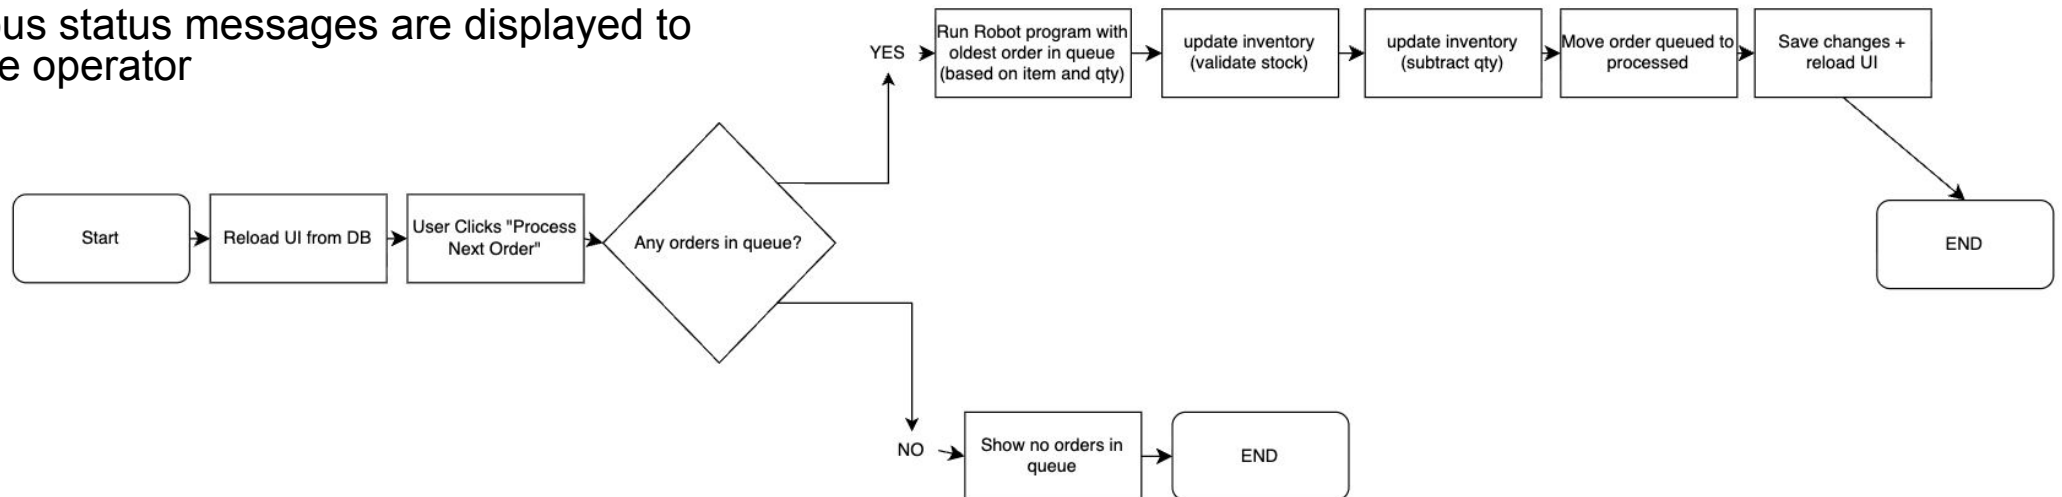 status messages are displayed to
operator
YES
Run Robot program with
oldest order in queue
(based on item and qty)
update inventory
(validate stock)
update inventory
(subtract qty)
Move order queued to
processed
Save changes +
reload UI
Start
Reload UI from DB
User Clicks "Process
Next Order"
Any orders in queue?
END
NO
Show no orders in
queue
END